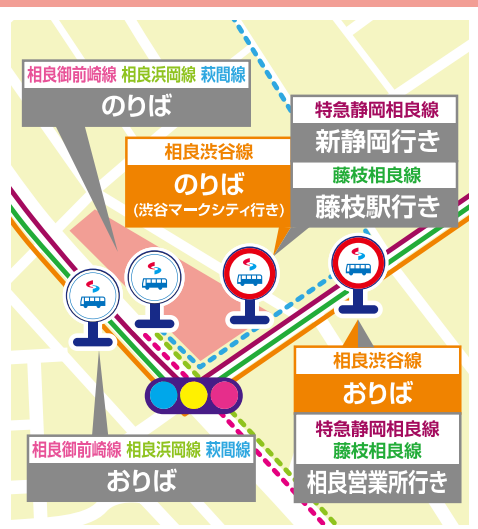 相良御前崎線 相良浜岡線 萩間線
のりば
相良渋谷線
のりば
(渋谷マークシティ行き)
特急静岡相良線
新静岡行き
藤枝相良線
藤枝駅行き
相良御前崎線 相良浜岡線 萩間線
おりば
相良渋谷線
おりば
特急静岡相良線
藤枝相良線
相良営業所行き